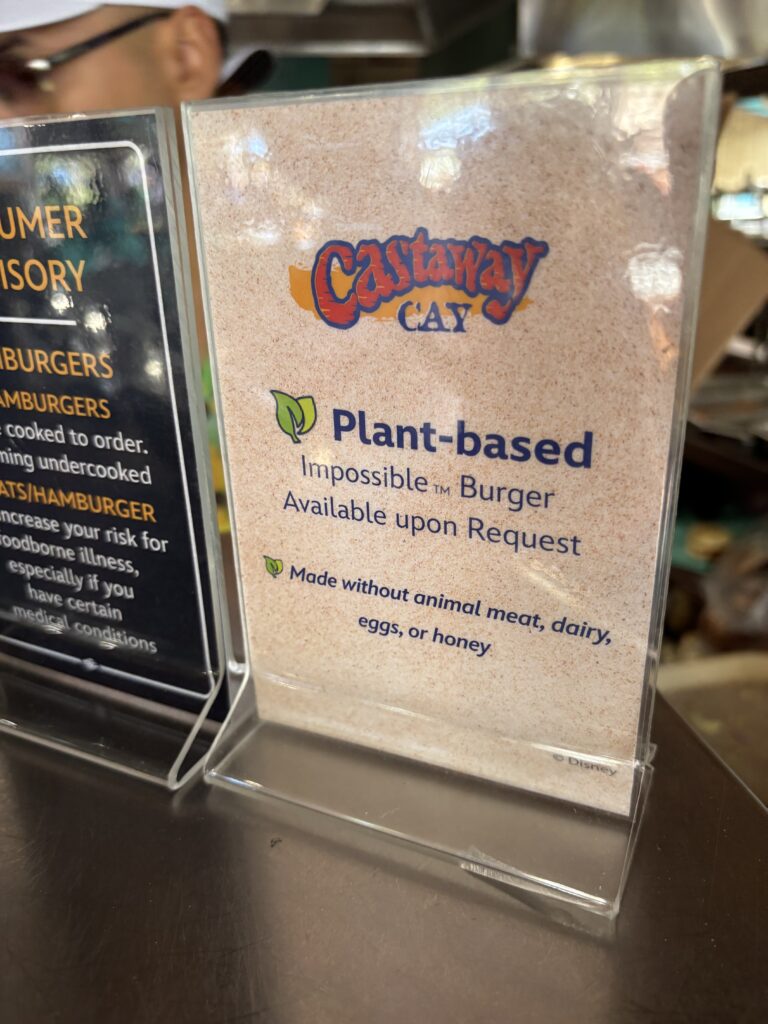 UMER
ISORY
BURGERS
AMBURGERS
cooked to order.
ming undercooked
ATS/HAMBURGER
increase your risk for
foodborne illness,
especially if you
have certain
medical conditions
Castaway
CAY
Plant-based
Impossible™ Burger
Available upon Request
Made without animal meat, dairy,
eggs, or honey
© Disney